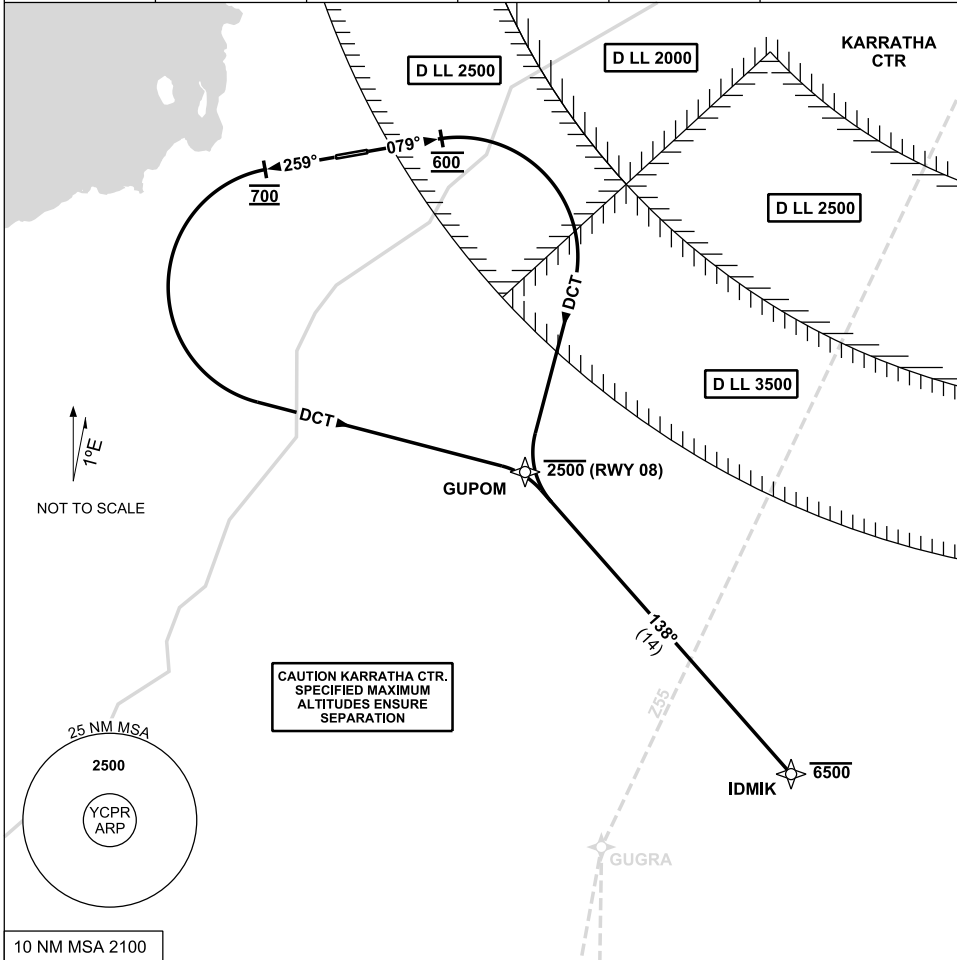 KARRATHA
CTR
D LL 2500
D LL 2000
259°
079°
600
700
D LL 2500
DCT
D LL 3500
DCT
1°E
NOT TO SCALE
2500 (RWY 08)
GUPOM
138°
(14)
CAUTION KARRATHA CTR.
SPECIFIED MAXIMUM
ALTITUDES ENSURE
SEPARATION
Z55
25 NM MSA
2500
YCPR
ARP
6500
IDMIK
GUGRA
10 NM MSA 2100